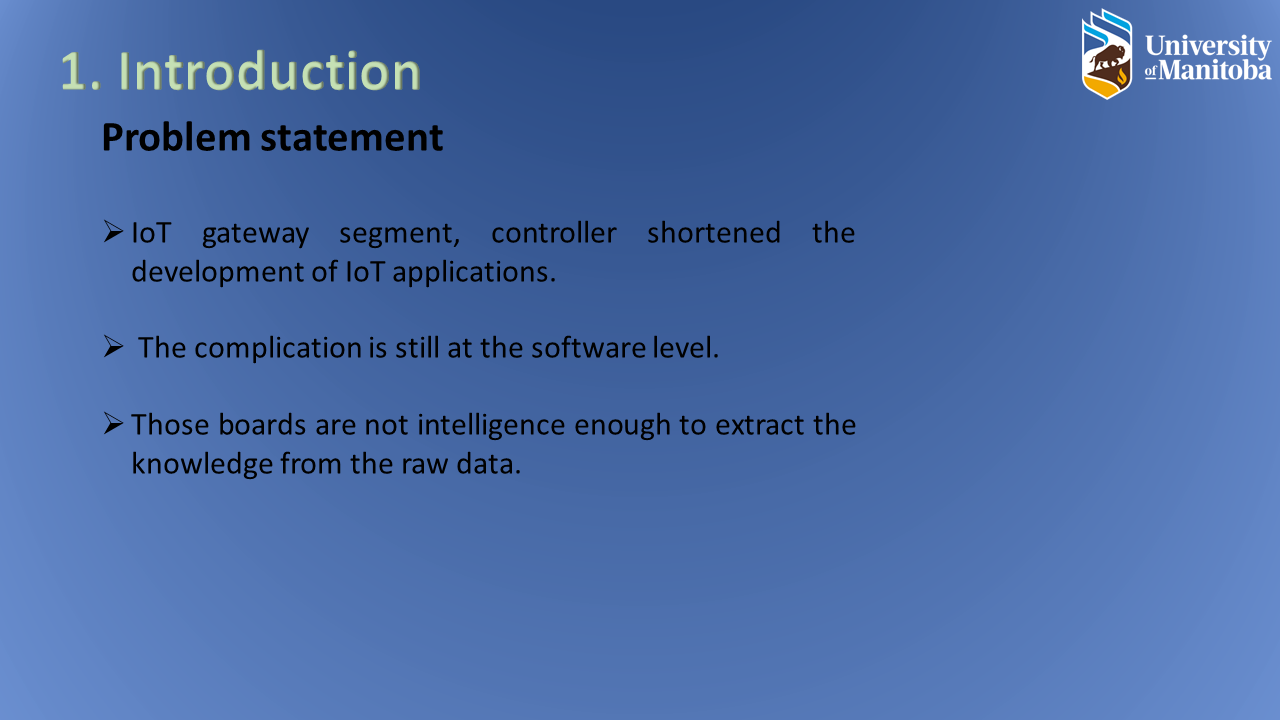 1. Introduction
University
of Manitoba
Problem statement
➢ IoT gateway segment, controller shortened the
development of IoT applications.
➢ The complication is still at the software level.
➢ Those boards are not intelligence enough to extract the
knowledge from the raw data.